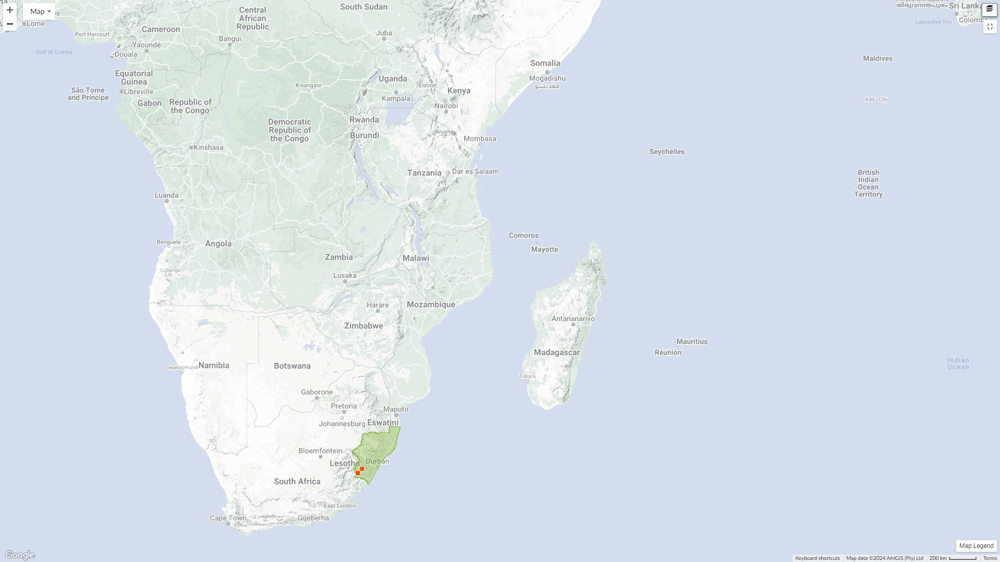 Map
Central
African
Republic
South Sudan
Sri Lanka
Colombo
Laccadive Sea
Lomé
Cameroon
Port Harcourt
Bangui
Juba
Yaoundé
Gulf of Guinea
Douala
Maldives
Somalia
Mogadishu
مقديشو
Equatorial
Guinea
Uganda
Kisangani
Eldoret
Kenya
São Tomé
and Príncipe
Libreville
Kampala
Addu City
Gabon
Republic of
the Congo
Nairobi
Rwanda
Democratic
Republic of
the Congo
Burundi
Arusha
Mombasa
Kinshasa
Seychelles
Tanzania
Dar es Salaam
British
Indian
Ocean
Territory
Luanda
Comoros
Mayotte
Benguela
Angola
Zambia
Malawi
Lubango
Lusaka
Harare
Mozambique
Antananarivo
Zimbabwe
Mauritius
Madagascar
Réunion
Indian
Ocean
Swakopmund
Namibia
Botswana
Toliara
Gaborone
Pretoria
Maputo
Johannesburg
Eswatini
Bloemfontein
Lesotho
Durban
South Africa
East London
Cape Town
Gqeberha
Map Legend
Google
Keyboard shortcuts
Map data ©2024 AfriGIS (Pty) Ltd
200 km
Terms